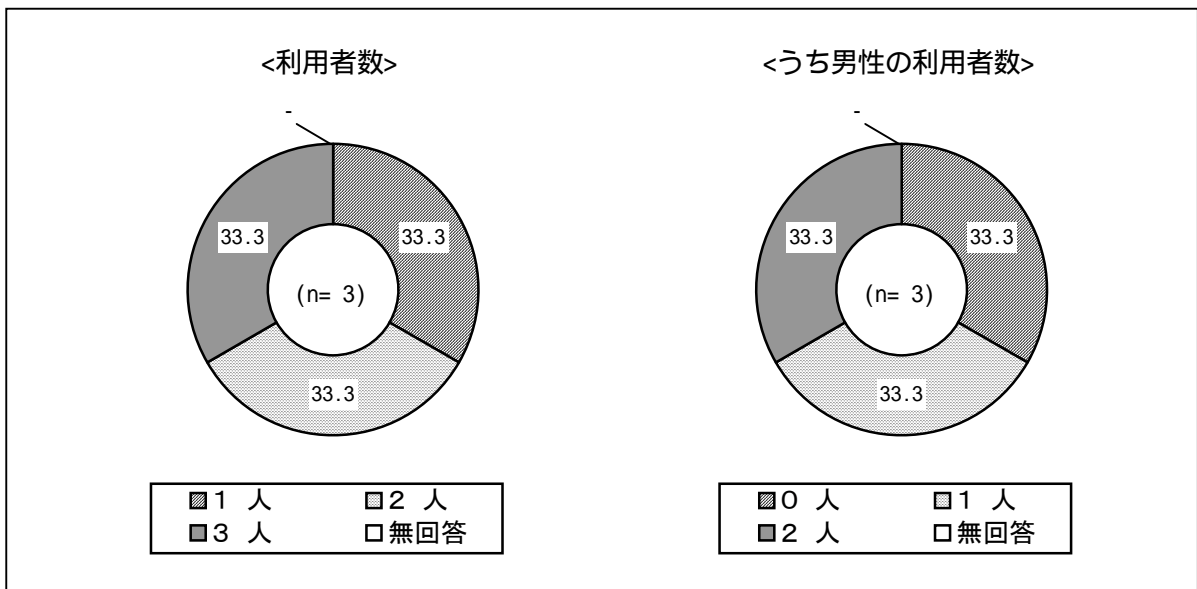 <利用者数>
-
33.3
33.3
(n= 3)
33.3
1 人
2 人
3 人
無回答
<うち男性の利用者数>
-
33.3
33.3
(n= 3)
33.3
0 人
1 人
2 人
無回答